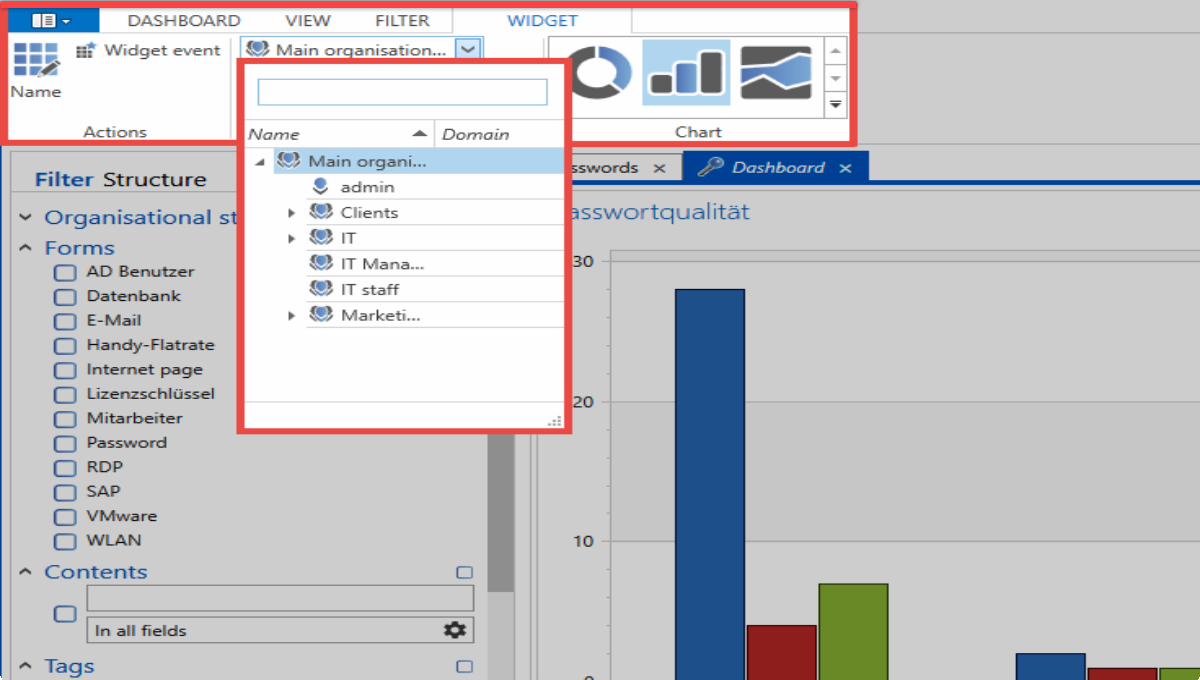 DASHBOARD VIEW FILTER WIDGET
Widget event
Main organisation...
Name
Actions
Chart
Name Domain
Main organi...
admin
Clients
IT
IT Mana...
IT staff
Marketi...
sswords × Dashboard ×
Filter Structure
Organisational st
Forms
AD Benutzer
Datenbank
E-Mail
Handy-Flatrate
Internet page
Lizenzschlüssel
Mitarbeiter
Password
RDP
SAP
VMware
WLAN
Contents
In all fields
Tags
asswortqualität
30
20
10
0